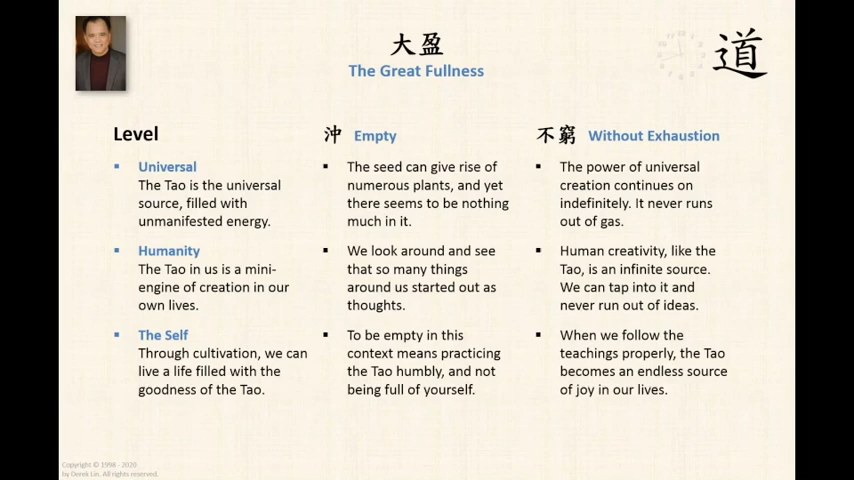 大盈
The Great Fullness
道
Level
沖 Empty
不窮 Without Exhaustion
Universal
The Tao is the universal
source, filled with
unmanifested energy.
The seed can give rise of
numerous plants, and yet
there seems to be nothing
much in it.
The power of universal
creation continues on
indefinitely. It never runs
out of gas.
Humanity
The Tao in us is a mini-
engine of creation in our
own lives.
We look around and see
that so many things
around us started out as
thoughts.
Human creativity, like the
Tao, is an infinite source.
We can tap into it and
never run out of ideas.
The Self
Through cultivation, we can
live a life filled with the
goodness of the Tao.
To be empty in this
context means practicing
the Tao humbly, and not
being full of yourself.
When we follow the
teachings properly, the Tao
becomes an endless source
of joy in our lives.
Copyright © 1998 - 2020
by Derek Lin. All rights reserved.